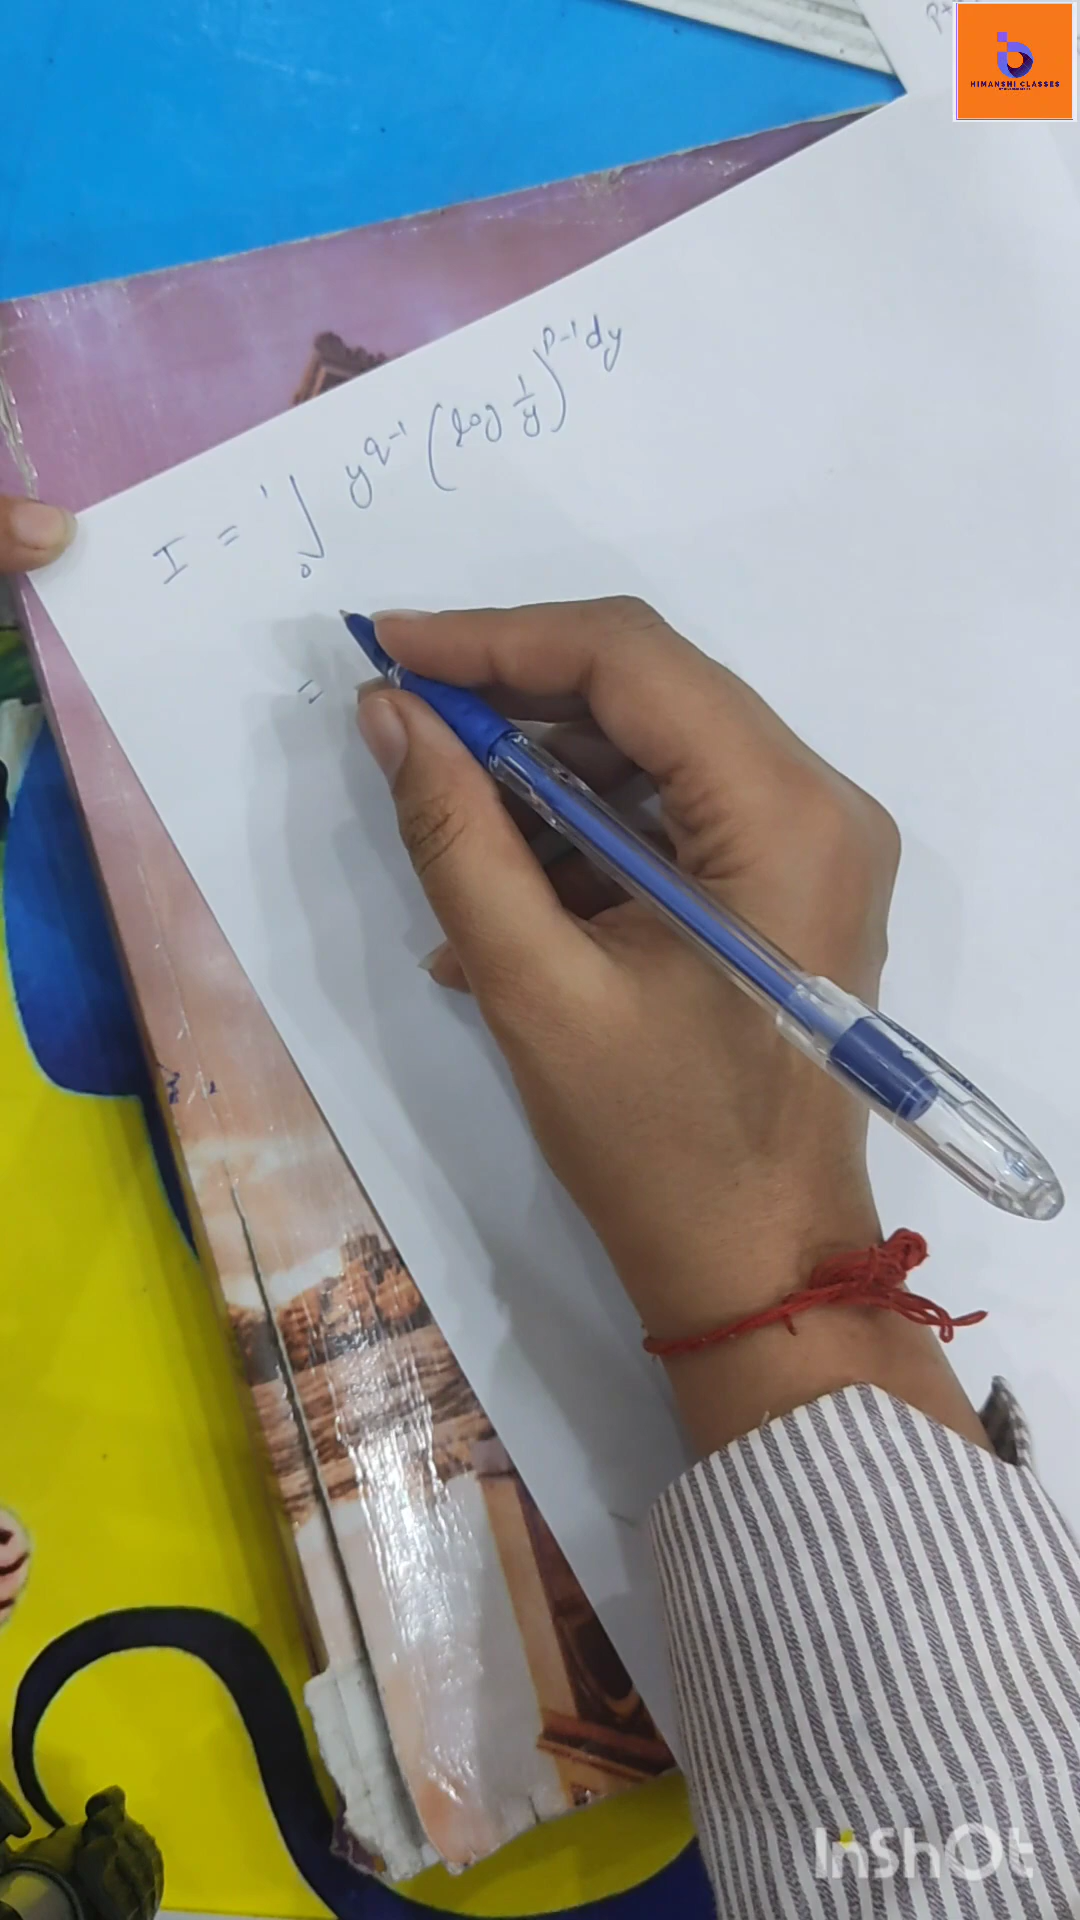 HIMANSHI CLASSES
I = ∫₀¹ y^(q-1) (log 1/y)^(p-1) dy
=
InShOt